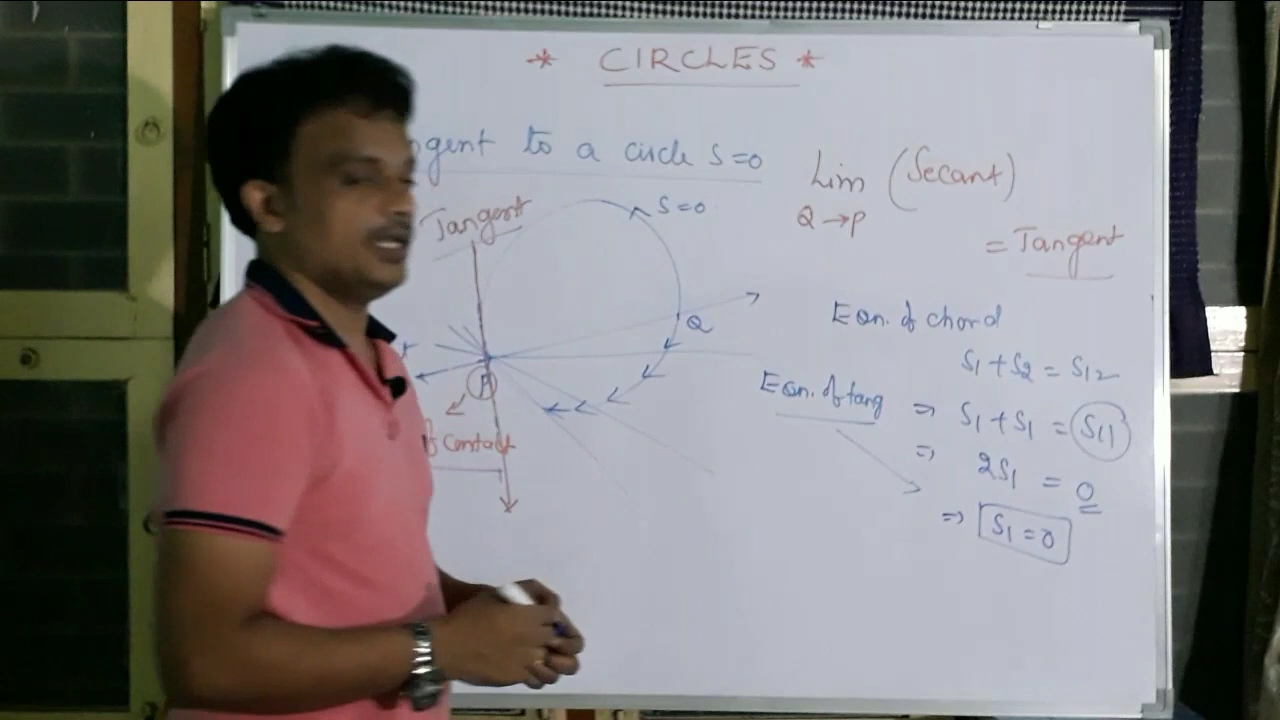 * CIRCLES *
gent to a circle S=0
Lim (Secant)
Q→P
= Tangent
Tangent
S=0
Q
P
of Contact
Eqn. of chord
S1 + S2 = S12
Eqn. of tang ⇒ S1 + S1 = S11
⇒ 2S1 = 0
⇒ S1 = 0